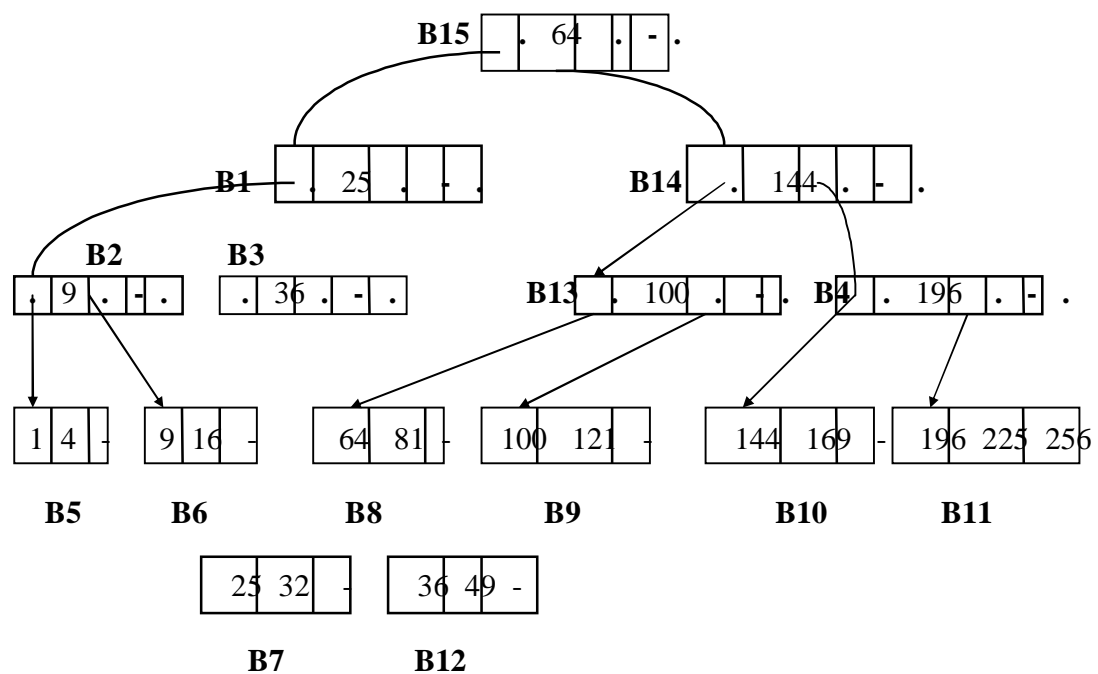 B15 . 64 . - .
B1 . 25 . - .
B14 . 144 . - .
B2 B3
. 9 . - .
. 36 . - .
B13 . 100 . - .
B4 . 196 . - .
1 4 -
9 16 -
64 81 -
100 121 -
144 169 -
196 225 256
B5 B6 B8 B9 B10 B11
25 32 -
36 49 -
B7 B12